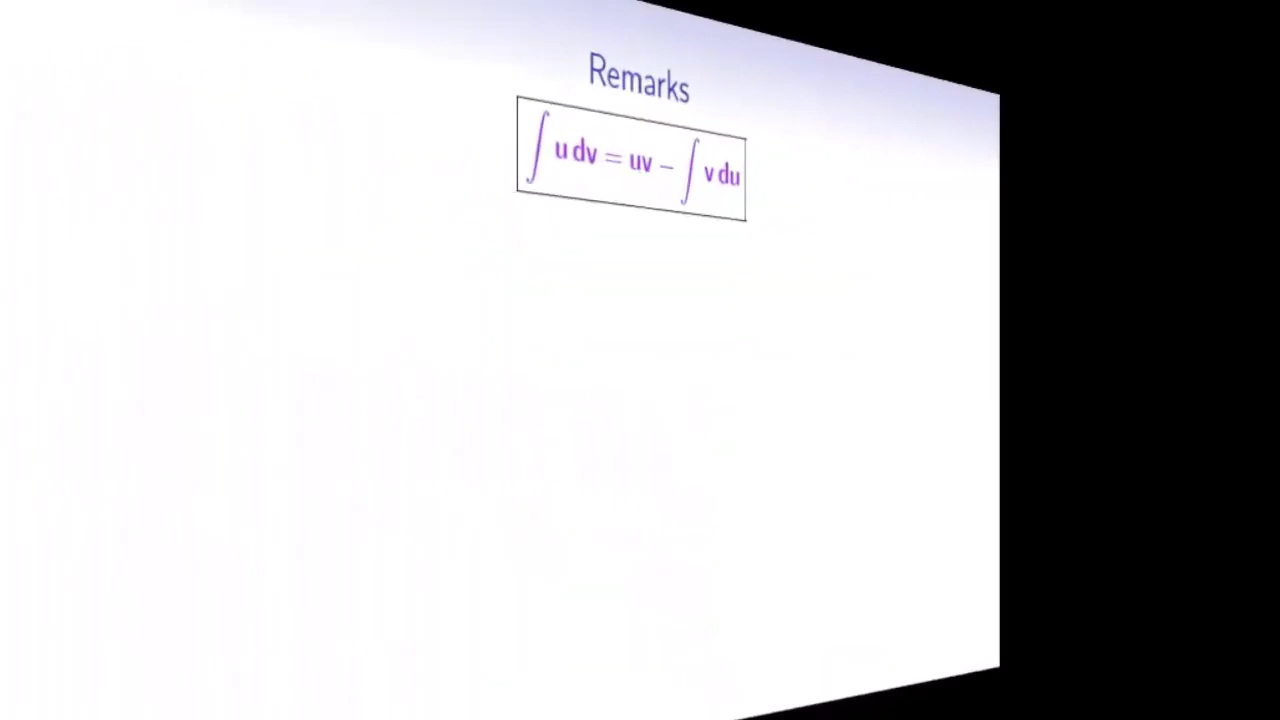 Remarks
∫ u dv = uv − ∫ v du